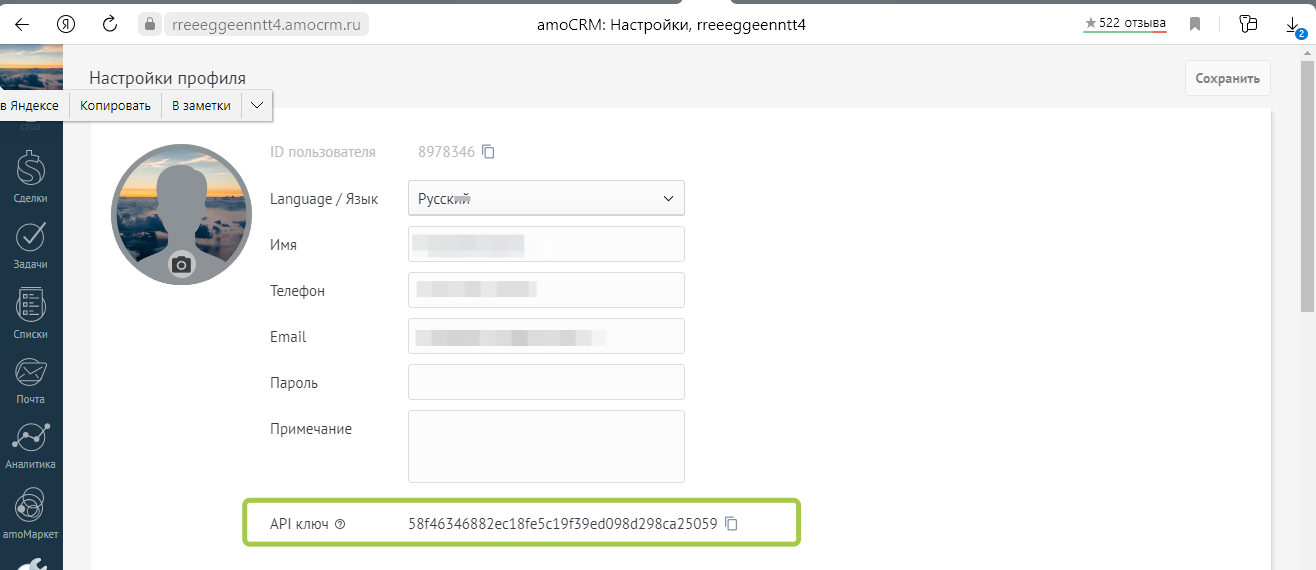 rreeeggeenntt4.amocrm.ru
amoCRM: Настройки, rreeeggeenntt4
★522 отзыва
2
Настройки профиля
Сохранить
в Яндексе
Копировать
В заметки
стол
Сделки
Задачи
Списки
Почта
Аналитика
amoМаркет
ID пользователя 8978346
Language / Язык Русский
Имя
Телефон
Email
Пароль
Примечание
API ключ ? 58f46346882ec18fe5c19f39ed098d298ca25059